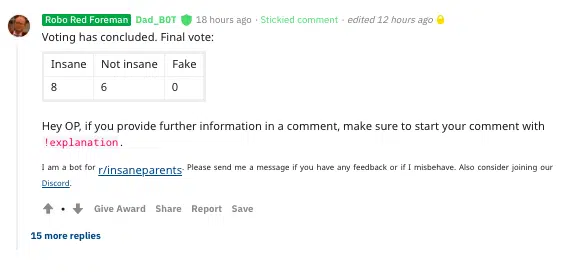 Robo Red Foreman Dad_B0T 18 hours ago · Stickied comment · edited 12 hours ago
Voting has concluded. Final vote:
Insane Not insane Fake
8 6 0
Hey OP, if you provide further information in a comment, make sure to start your comment with
!explanation.
I am a bot for r/insaneparents. Please send me a message if you have any feedback or if I misbehave. Also consider joining our
Discord.
• Give Award Share Report Save
15 more replies